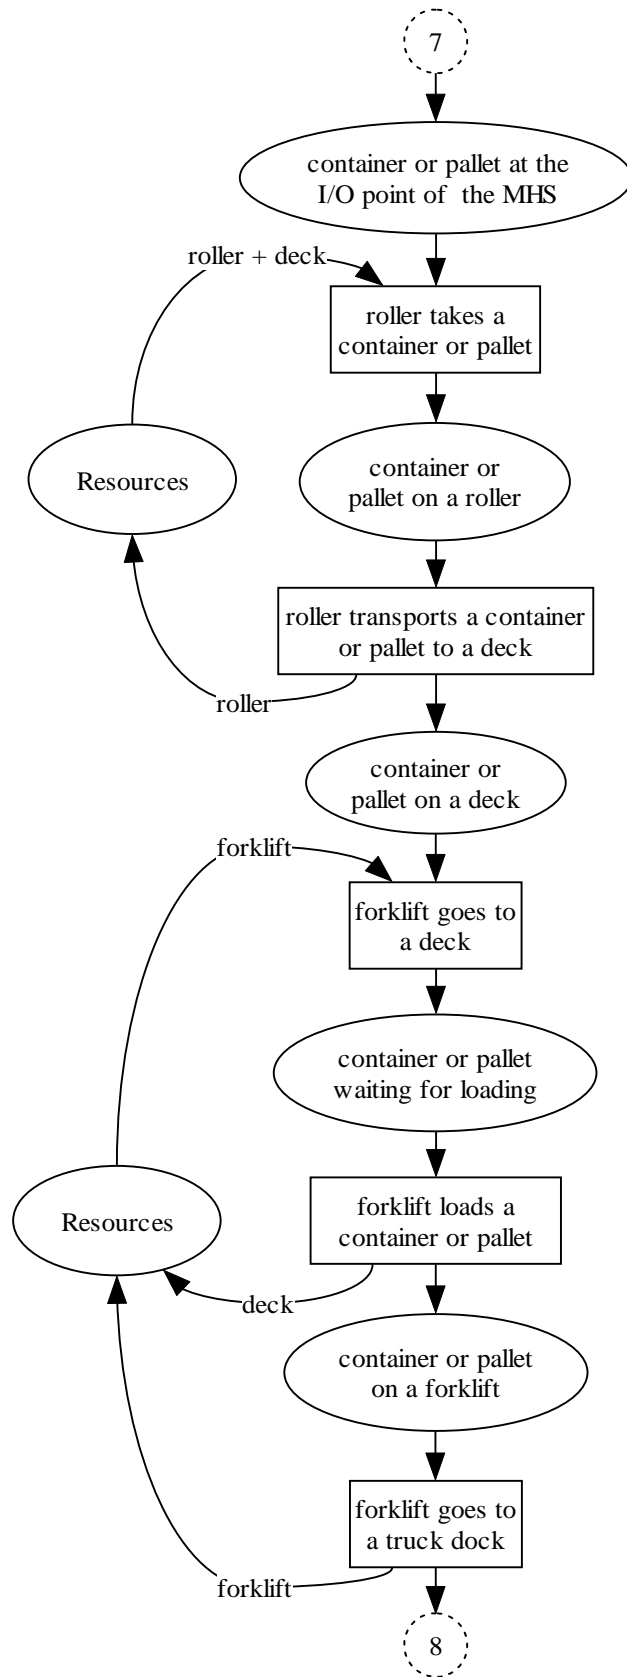 7
container or pallet at the
I/O point of the MHS
roller + deck
roller takes a
container or pallet
Resources
container or
pallet on a roller
roller transports a container
or pallet to a deck
roller
container or
pallet on a deck
forklift
forklift goes to
a deck
container or pallet
waiting for loading
Resources
forklift loads a
container or pallet
deck
container or pallet
on a forklift
forklift goes to
a truck dock
forklift
8